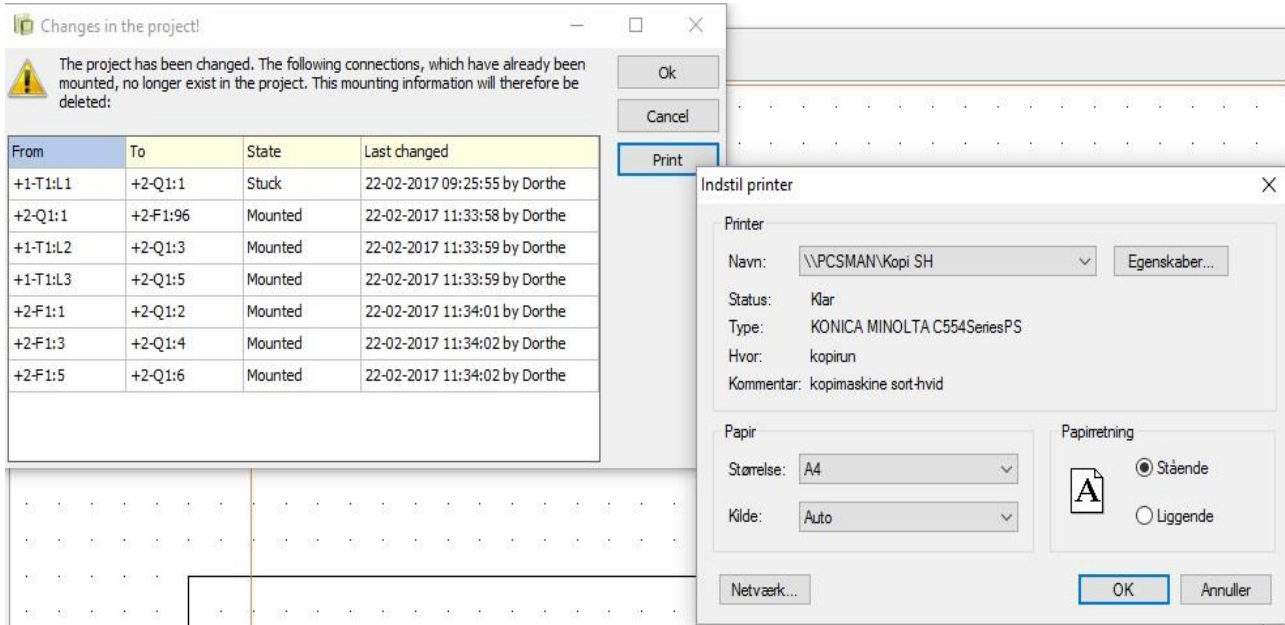 Changes in the project!
The project has been changed. The following connections, which have already been
mounted, no longer exist in the project. This mounting information will therefore be
deleted:
Ok
Cancel
Print
From To State Last changed
+1-T1:L1 +2-Q1:1 Stuck 22-02-2017 09:25:55 by Dorthe
+2-Q1:1 +2-F1:96 Mounted 22-02-2017 11:33:58 by Dorthe
+1-T1:L2 +2-Q1:3 Mounted 22-02-2017 11:33:59 by Dorthe
+1-T1:L3 +2-Q1:5 Mounted 22-02-2017 11:33:59 by Dorthe
+2-F1:1 +2-Q1:2 Mounted 22-02-2017 11:34:01 by Dorthe
+2-F1:3 +2-Q1:4 Mounted 22-02-2017 11:34:02 by Dorthe
+2-F1:5 +2-Q1:6 Mounted 22-02-2017 11:34:02 by Dorthe
Indstil printer
Printer
Navn: \\PCSMAN\Kopi SH Egenskaber...
Status: Klar
Type: KONICA MINOLTA C554SeriesPS
Hvor: kopirun
Kommentar: kopimaskine sort-hvid
Papir
Størrelse: A4
Kilde: Auto
Papirretning
A
Stående
Liggende
Netværk... OK Annuller